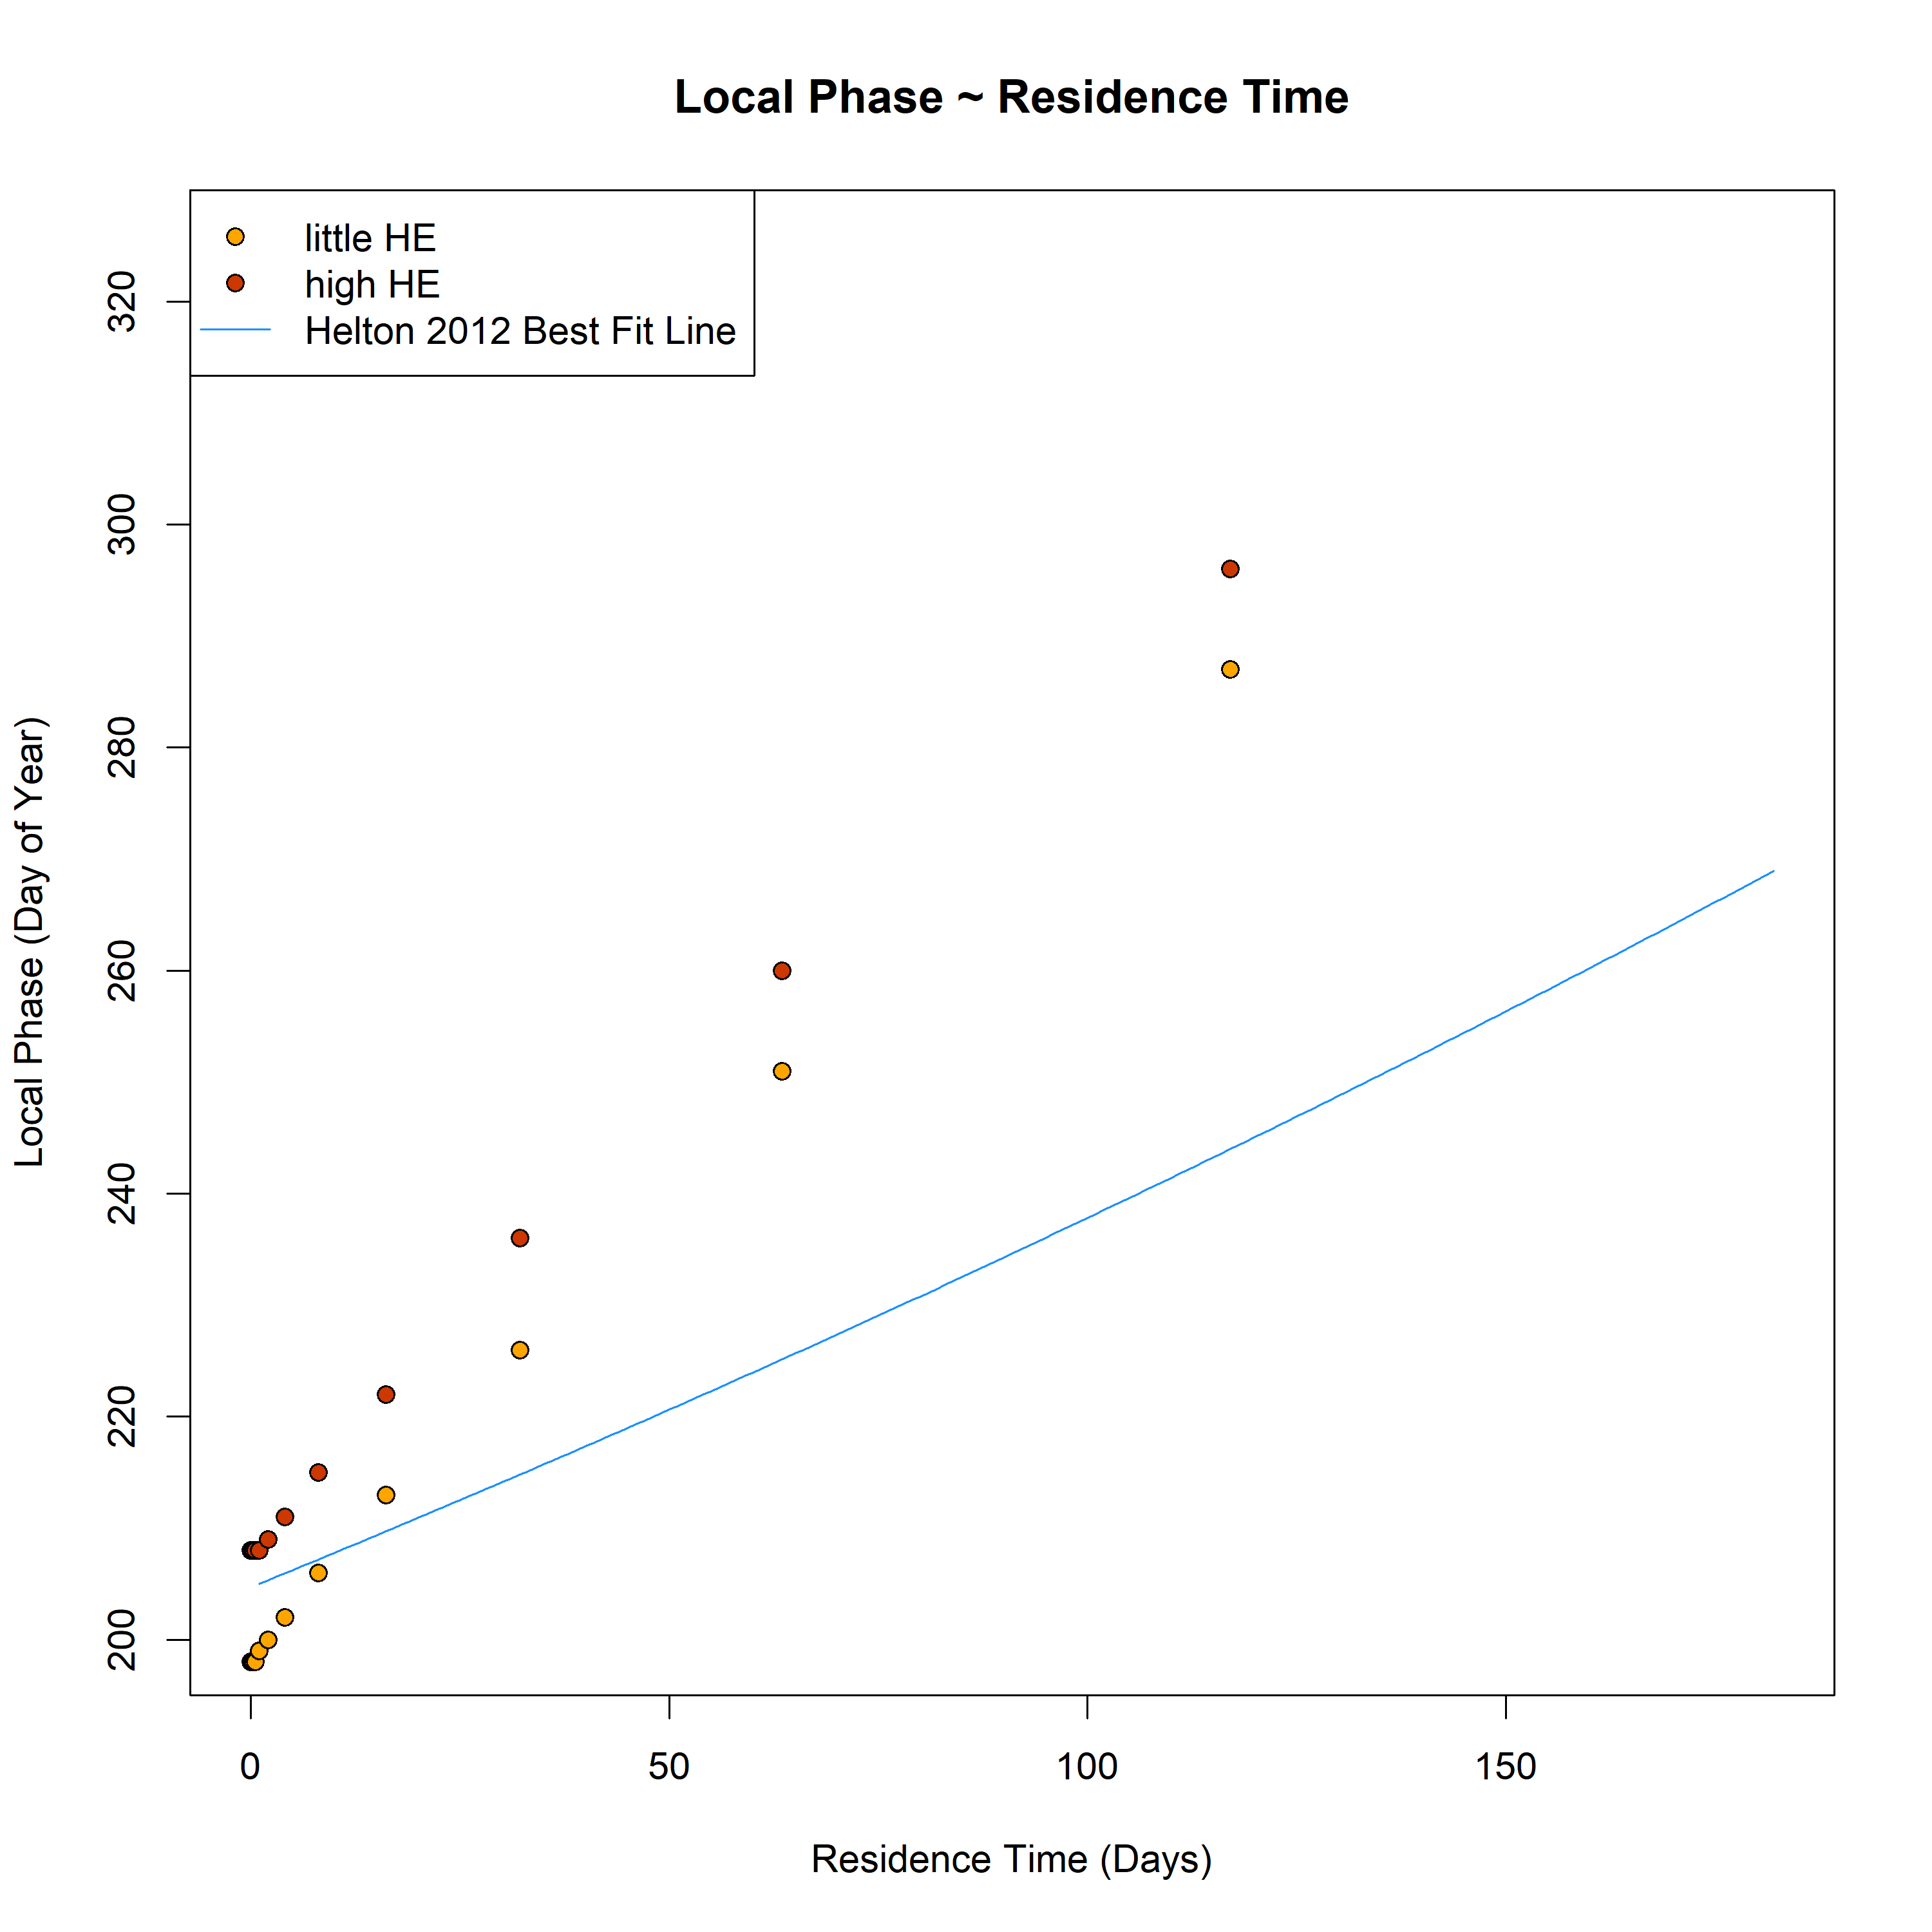 Local Phase ~ Residence Time
little HE
high HE
Helton 2012 Best Fit Line
Local Phase (Day of Year)
320
300
280
260
240
220
200
0 50 100 150
Residence Time (Days)